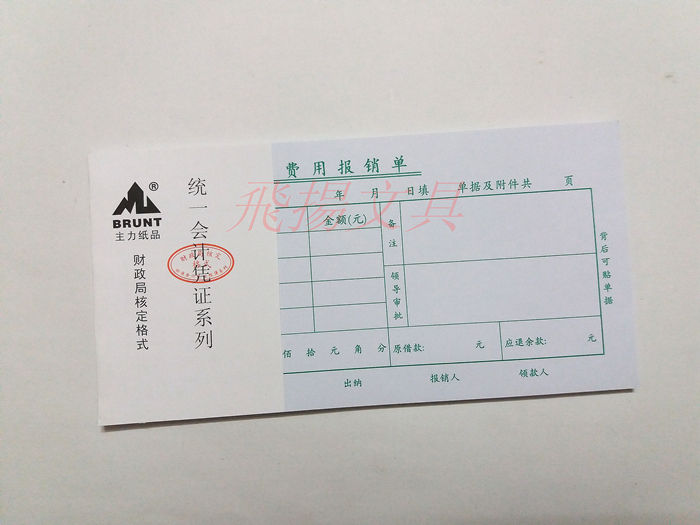 BRUNT
®
主力纸品
财政局核定格式
统一会计凭证系列
费用报销单
年 月 日填 单据及附件共 页
金额(元)
备注
领导审批
佰 拾 元 角 分 原借款: 元 应退余款: 元
出纳 报销人 领款人
背后可贴单据
飛揚文具